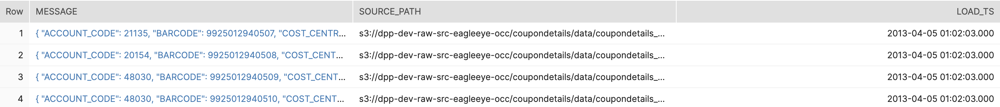 Row MESSAGE SOURCE_PATH LOAD_TS
1 { "ACCOUNT_CODE": 21135, "BARCODE": 9925012940507, "COST_CENTR... s3://dpp-dev-raw-src-eagleeye-occ/coupondetails/data/coupondetails_... 2013-04-05 01:02:03.000
2 { "ACCOUNT_CODE": 20154, "BARCODE": 9925012940508, "COST_CENT... s3://dpp-dev-raw-src-eagleeye-occ/coupondetails/data/coupondetails_... 2013-04-05 01:02:03.000
3 { "ACCOUNT_CODE": 48030, "BARCODE": 9925012940509, "COST_CENT... s3://dpp-dev-raw-src-eagleeye-occ/coupondetails/data/coupondetails_... 2013-04-05 01:02:03.000
4 { "ACCOUNT_CODE": 48030, "BARCODE": 9925012940510, "COST_CENT... s3://dpp-dev-raw-src-eagleeye-occ/coupondetails/data/coupondetails_... 2013-04-05 01:02:03.000